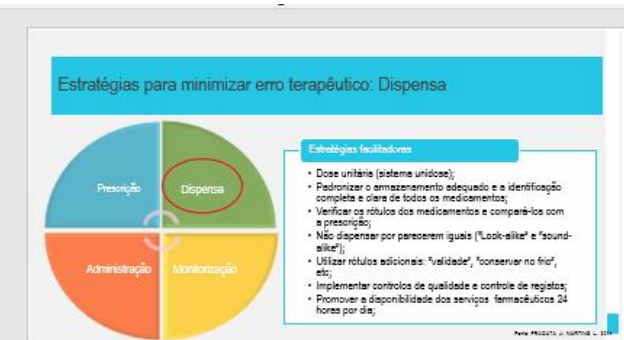 Estratégias para minimizar erro terapêutico: Dispensa
Prescrição
Dispensa
Administração
Monitorização
Estratégias facilitadoras
• Dose unitária (sistema unidose);
• Padronizar o armazenamento adequado e a identificação
completa e clara de todos os medicamentos;
• Verificar os rótulos dos medicamentos e compará-los com
a prescrição;
• Não dispensar por parecerem iguais ("Look-alike" e "sound-
alike");
• Utilizar rótulos adicionais: "validade", "conservar no frio",
etc;
• Implementar controlos de qualidade e controle de registos;
• Promover a disponibilidade dos serviços farmacêuticos 24
horas por dia;
Fonte: FRAGATA, J; MARTINS, L.